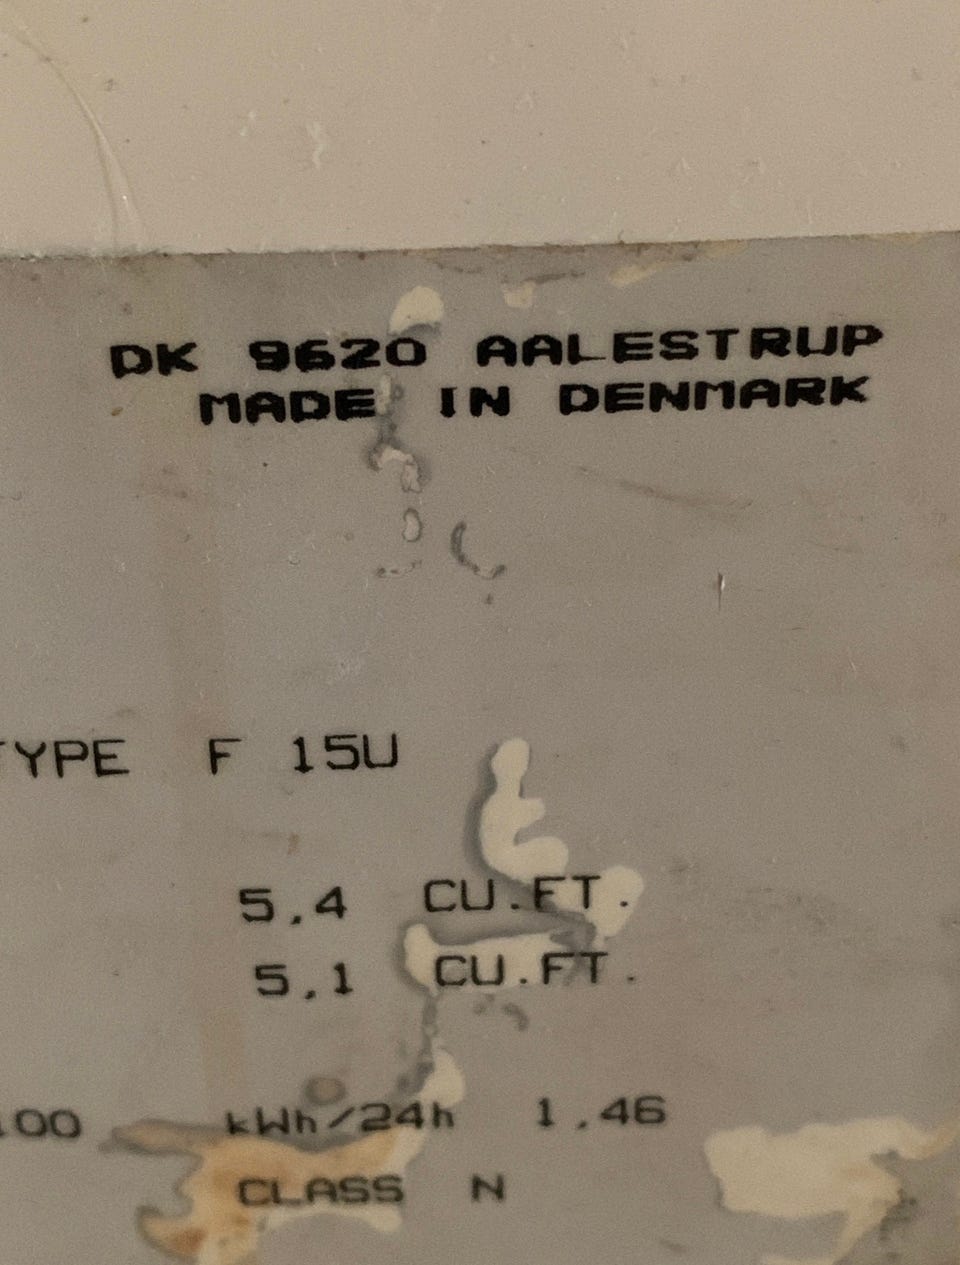 DK 9620 AALESTRUP
MADE IN DENMARK
TYPE F 15U
5.4 CU.FT.
5.1 CU.FT.
100 kWh/24h 1.46
CLASS N